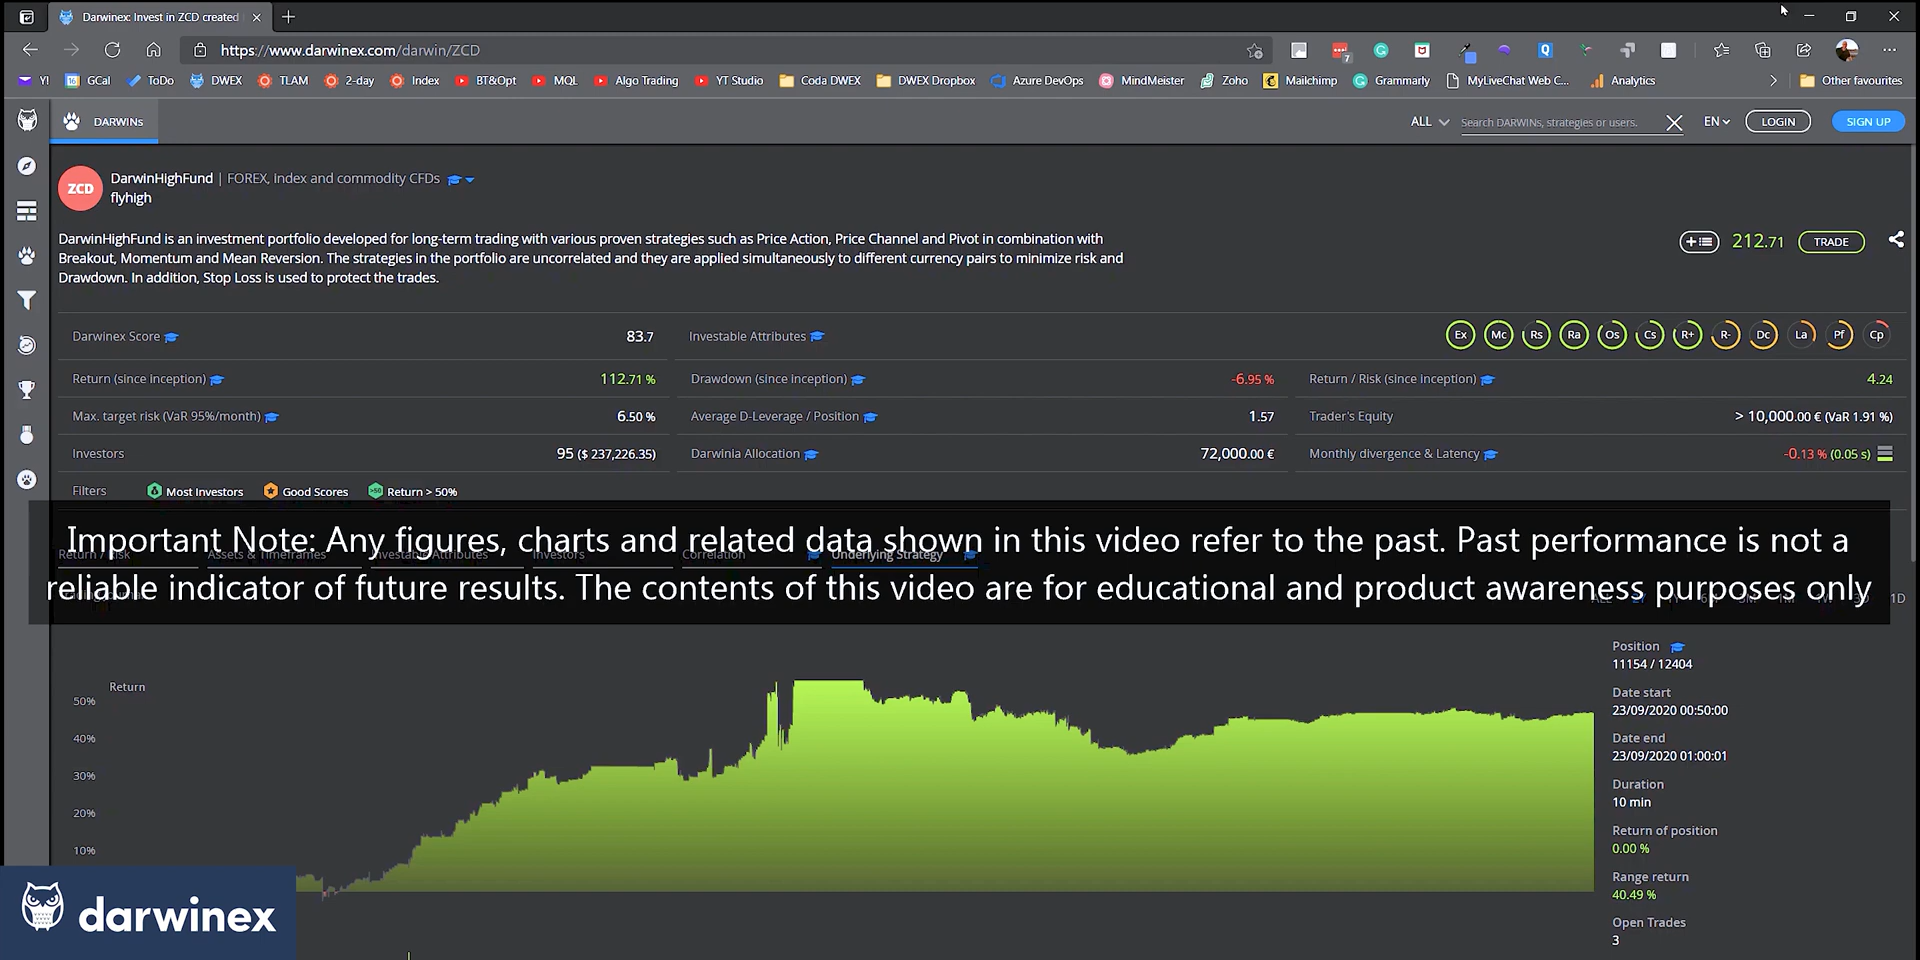 Darwinex: Invest in ZCD created
https://www.darwinex.com/darwin/ZCD
7
Y! GCal ToDo DWEX TLAM 2-day Index BT&Opt MQL Algo Trading YT Studio Coda DWEX DWEX Dropbox Azure DevOps MindMeister Zoho Mailchimp Grammarly MyLiveChat Web C... Analytics Other favourites
DARWINs ALL Search DARWINs, strategies or users. EN LOGIN SIGN UP
ZCD
DarwinHighFund | FOREX, index and commodity CFDs
flyhigh
DarwinHighFund is an investment portfolio developed for long-term trading with various proven strategies such as Price Action, Price Channel and Pivot in combination with
Breakout, Momentum and Mean Reversion. The strategies in the portfolio are uncorrelated and they are applied simultaneously to different currency pairs to minimize risk and
Drawdown. In addition, Stop Loss is used to protect the trades.
212.71 TRADE
Darwinex Score 83.7 Investable Attributes Ex Mc Rs Ra Os Cs R+ R- Dc La Pf Cp
Return (since inception) 112.71 % Drawdown (since inception) -6.95 % Return / Risk (since inception) 4.24
Max. target risk (VaR 95%/month) 6.50 % Average D-Leverage / Position 1.57 Trader's Equity > 10,000.00 € (VaR 1.91 %)
Investors 95 ($ 237,226.35) Darwinia Allocation 72,000.00 € Monthly divergence & Latency -0.13 % (0.05 s)
Filters Most Investors Good Scores Return > 50%
Return / Risk Assets & Timeframes Investable Attributes Investors Correlation Underlying Strategy
Important Note: Any figures, charts and related data shown in this video refer to the past. Past performance is not a
reliable indicator of future results. The contents of this video are for educational and product awareness purposes only
1D
Return
50%
40%
30%
20%
10%
Position
11154 / 12404
Date start
23/09/2020 00:50:00
Date end
23/09/2020 01:00:01
Duration
10 min
Return of position
0.00 %
Range return
40.49 %
Open Trades
3
darwinex